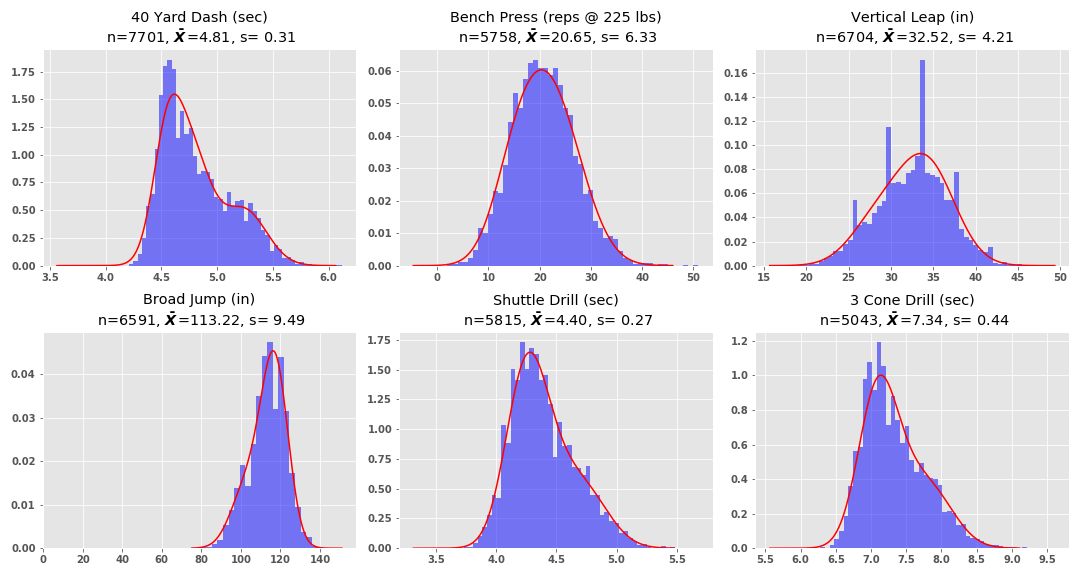 40 Yard Dash (sec)
n=7701, X̄=4.81, s= 0.31
1.75
1.50
1.25
1.00
0.75
0.50
0.25
0.00
3.5 4.0 4.5 5.0 5.5 6.0
Bench Press (reps @ 225 lbs)
n=5758, X̄=20.65, s= 6.33
0.06
0.05
0.04
0.03
0.02
0.01
0.00
0 10 20 30 40 50
Vertical Leap (in)
n=6704, X̄=32.52, s= 4.21
0.16
0.14
0.12
0.10
0.08
0.06
0.04
0.02
0.00
15 20 25 30 35 40 45 50
Broad Jump (in)
n=6591, X̄=113.22, s= 9.49
0.04
0.03
0.02
0.01
0.00
0 20 40 60 80 100 120 140
Shuttle Drill (sec)
n=5815, X̄=4.40, s= 0.27
1.75
1.50
1.25
1.00
0.75
0.50
0.25
0.00
3.5 4.0 4.5 5.0 5.5
3 Cone Drill (sec)
n=5043, X̄=7.34, s= 0.44
1.2
1.0
0.8
0.6
0.4
0.2
0.0
5.5 6.0 6.5 7.0 7.5 8.0 8.5 9.0 9.5